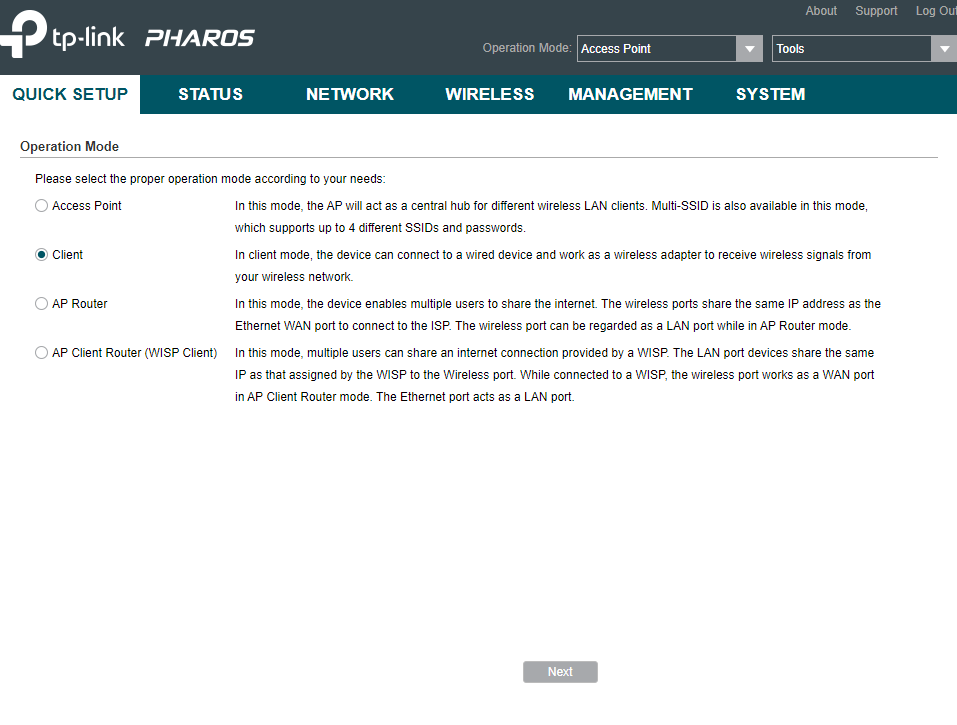 About Support Log Out
tp-link PHAROS
Operation Mode: Access Point Tools
QUICK SETUP STATUS NETWORK WIRELESS MANAGEMENT SYSTEM
Operation Mode
Please select the proper operation mode according to your needs:
Access Point In this mode, the AP will act as a central hub for different wireless LAN clients. Multi-SSID is also available in this mode,
which supports up to 4 different SSIDs and passwords.
Client In client mode, the device can connect to a wired device and work as a wireless adapter to receive wireless signals from
your wireless network.
AP Router In this mode, the device enables multiple users to share the internet. The wireless ports share the same IP address as the
Ethernet WAN port to connect to the ISP. The wireless port can be regarded as a LAN port while in AP Router mode.
AP Client Router (WISP Client) In this mode, multiple users can share an internet connection provided by a WISP. The LAN port devices share the same
IP as that assigned by the WISP to the Wireless port. While connected to a WISP, the wireless port works as a WAN port
in AP Client Router mode. The Ethernet port acts as a LAN port.
Next